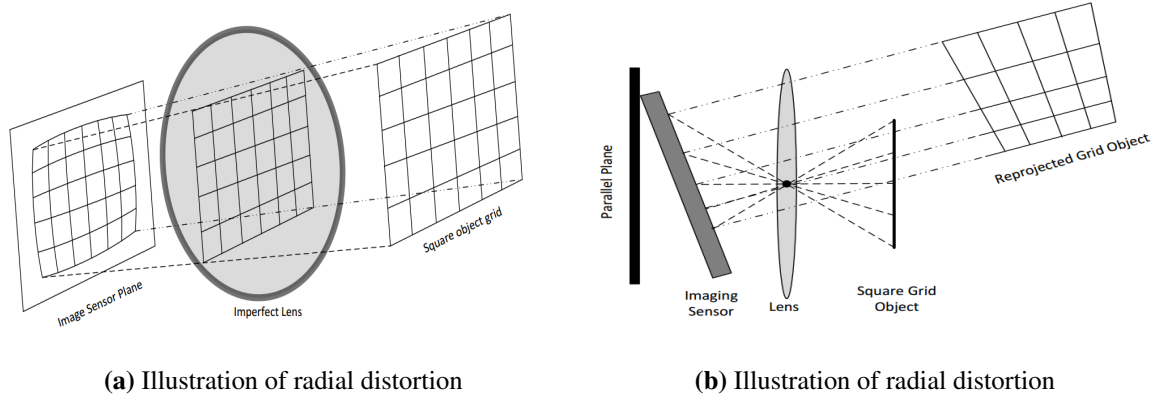 Image Sensor Plane
Imperfect Lens
Square object grid
(a) Illustration of radial distortion
Parallel Plane
Imaging
Sensor
Lens
Square Grid
Object
Reprojected Grid Object
(b) Illustration of radial distortion